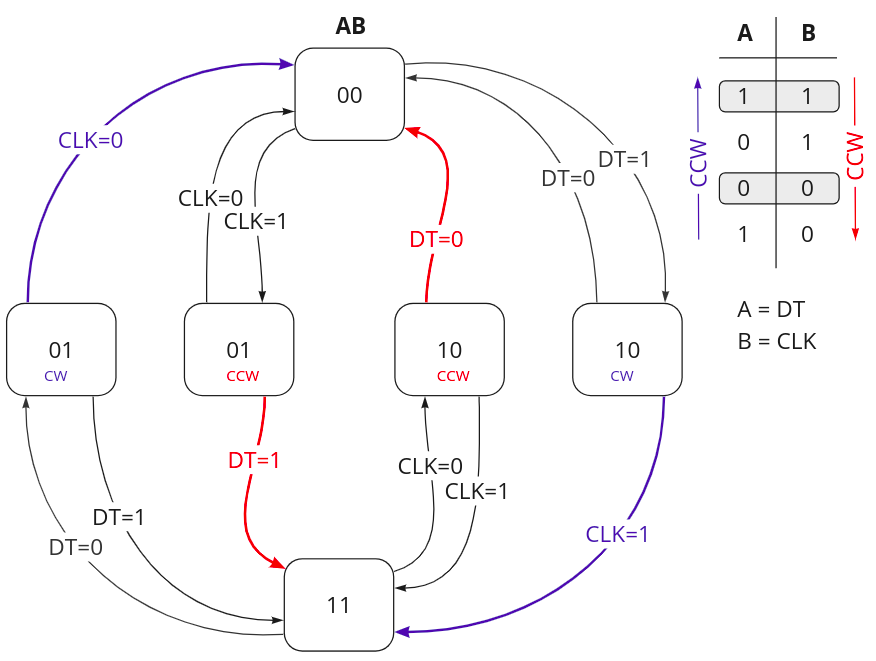 AB
A B
00
1 1
CLK=0
0 1
CCW
CCW
DT=1
DT=0
CLK=0
0 0
CLK=1
DT=0
1 0
A = DT
B = CLK
01
CW
01
CCW
10
CCW
10
CW
DT=1
CLK=0
CLK=1
DT=1
CLK=1
DT=0
11